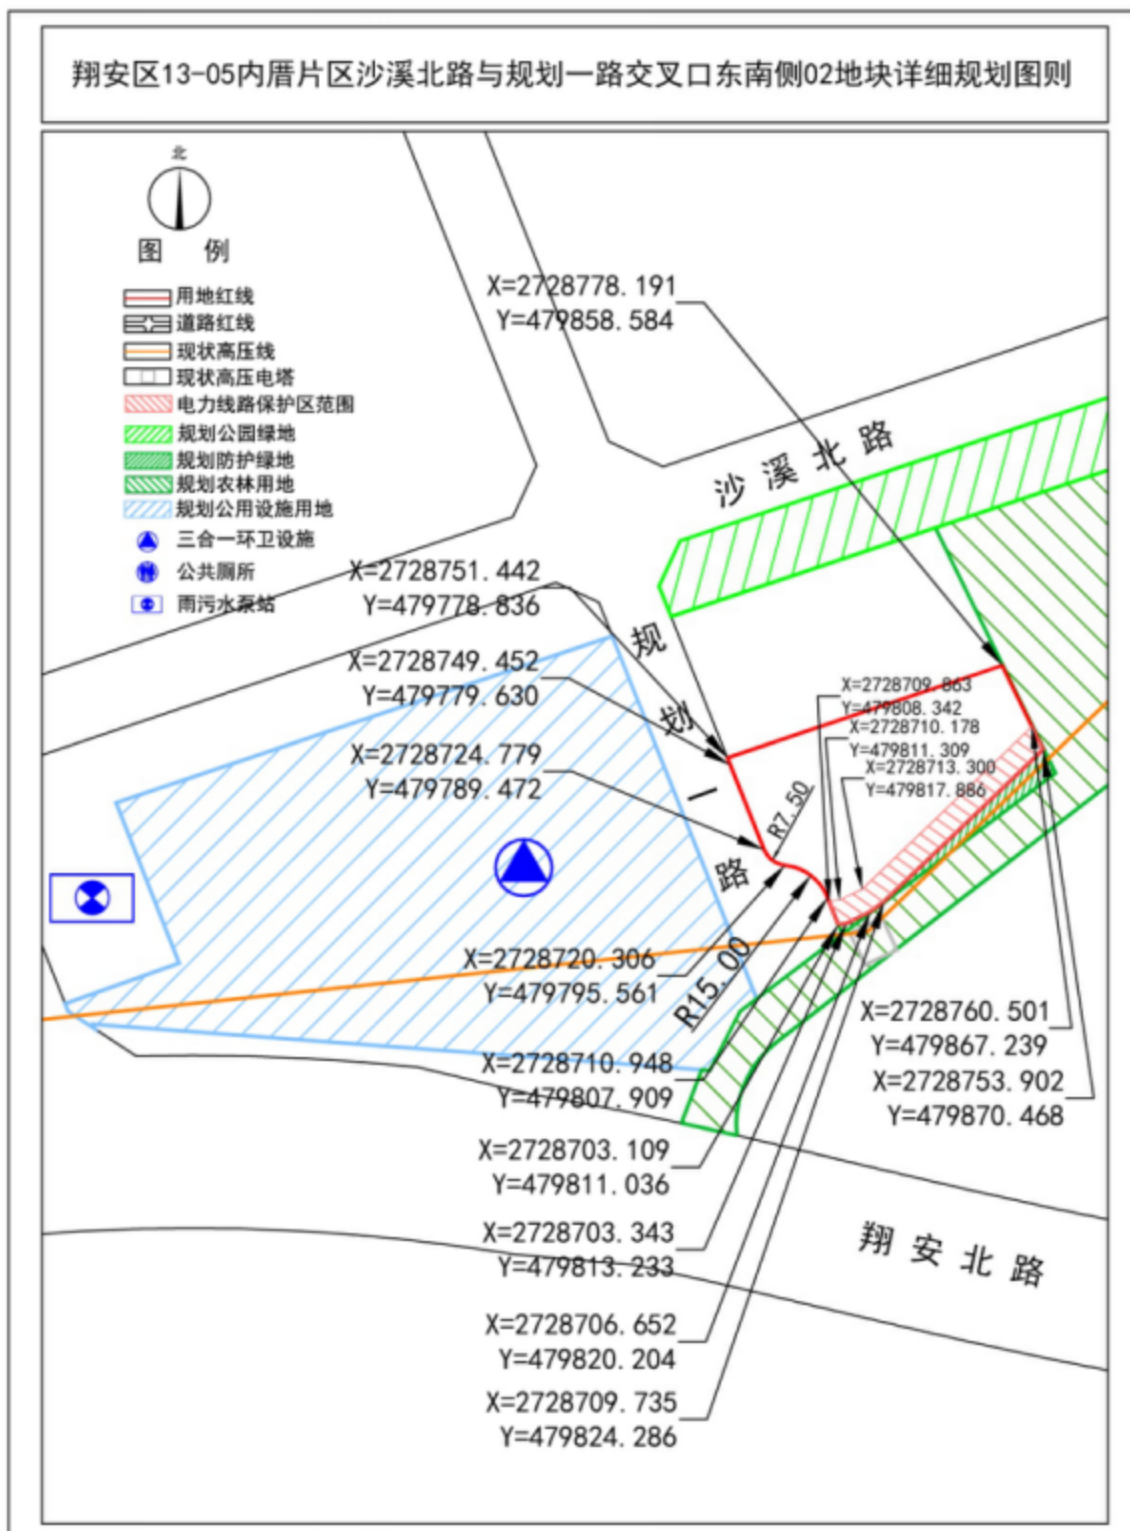 翔安区13-05内厝片区沙溪北路与规划一路交叉口东南侧02地块详细规划图则
北
图 例
用地红线
道路红线
现状高压线
现状高压电塔
电力线路保护区范围
规划公园绿地
规划防护绿地
规划农林用地
规划公用设施用地
三合一环卫设施
公共厕所
雨污水泵站
X=2728778.191
Y=479858.584
沙溪北路
X=2728751.442
Y=479778.836
规划一路
X=2728749.452
Y=479779.630
X=2728709.863
Y=479808.342
X=2728710.178
Y=479811.309
X=2728713.300
Y=479817.886
X=2728724.779
Y=479789.472
R7.50
X=2728720.306
Y=479795.561
R15.00
X=2728760.501
Y=479867.239
X=2728753.902
Y=479870.468
X=2728710.948
Y=479807.909
X=2728703.109
Y=479811.036
X=2728703.343
Y=479813.233
翔安北路
X=2728706.652
Y=479820.204
X=2728709.735
Y=479824.286